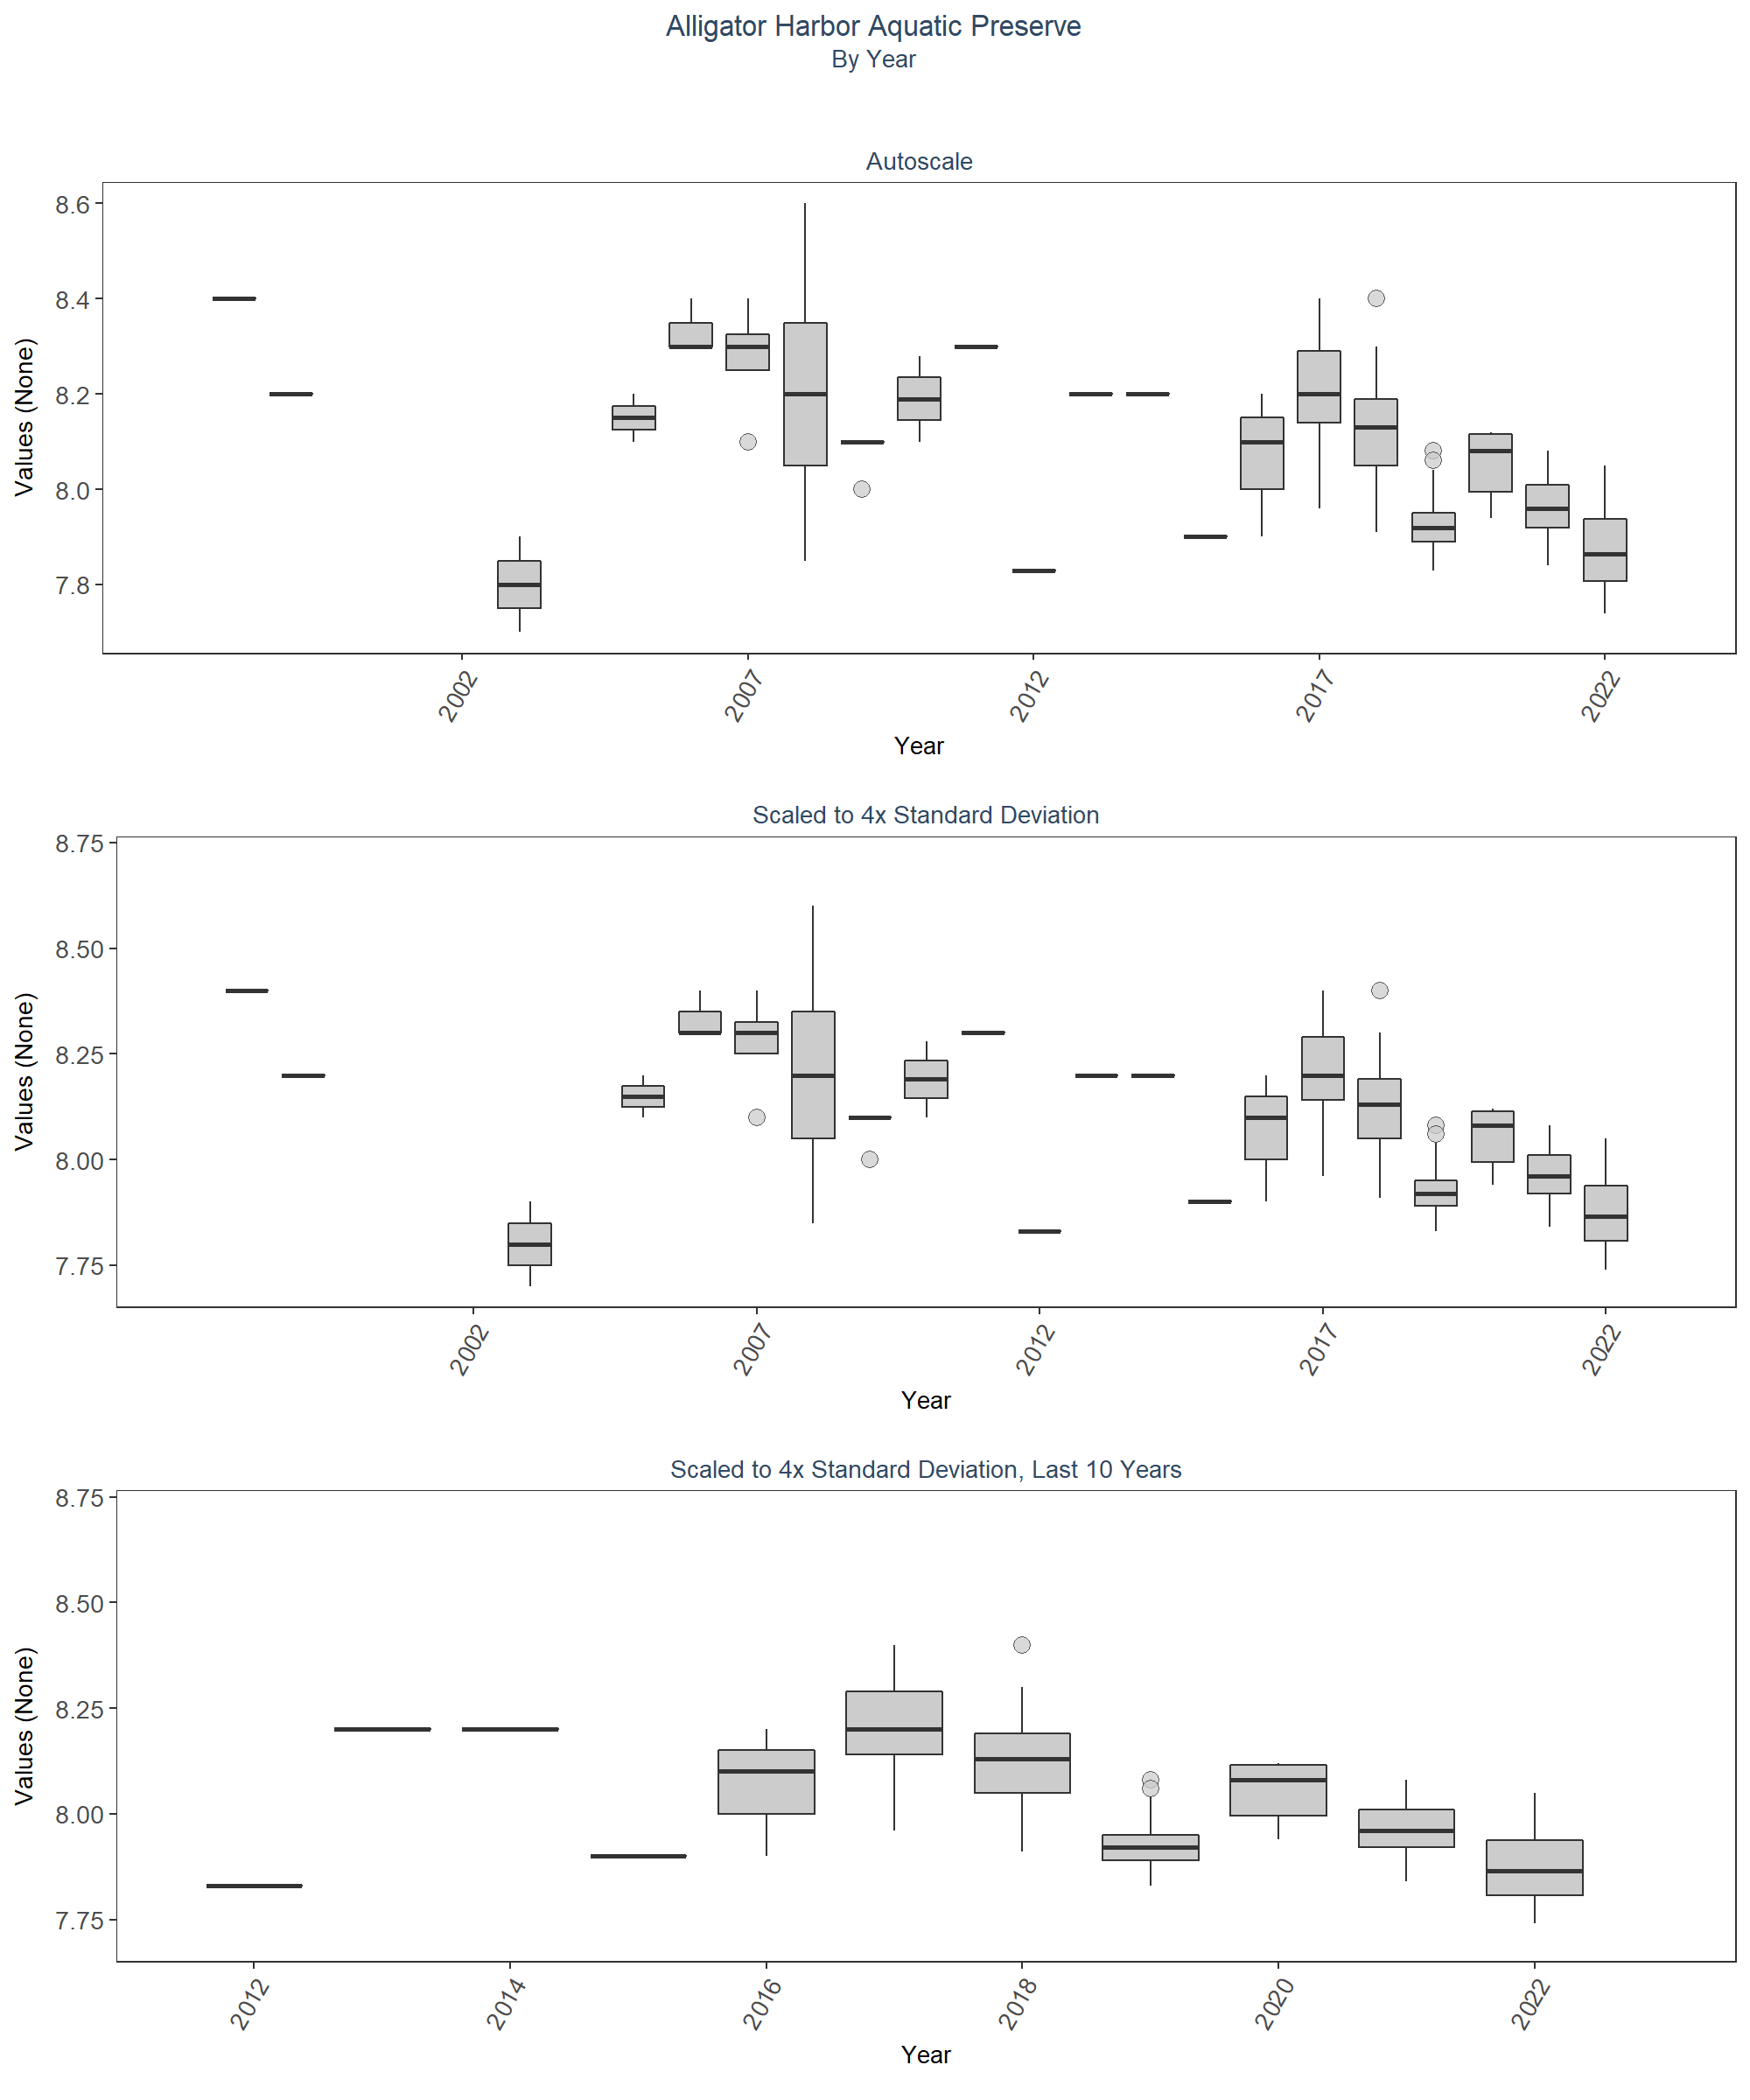 Alligator Harbor Aquatic Preserve
By Year
Autoscale
Values (None)
8.6
8.4
8.2
8.0
7.8
2002 2007 2012 2017 2022
Year
Scaled to 4x Standard Deviation
Values (None)
8.75
8.50
8.25
8.00
7.75
2002 2007 2012 2017 2022
Year
Scaled to 4x Standard Deviation, Last 10 Years
Values (None)
8.75
8.50
8.25
8.00
7.75
2012 2014 2016 2018 2020 2022
Year